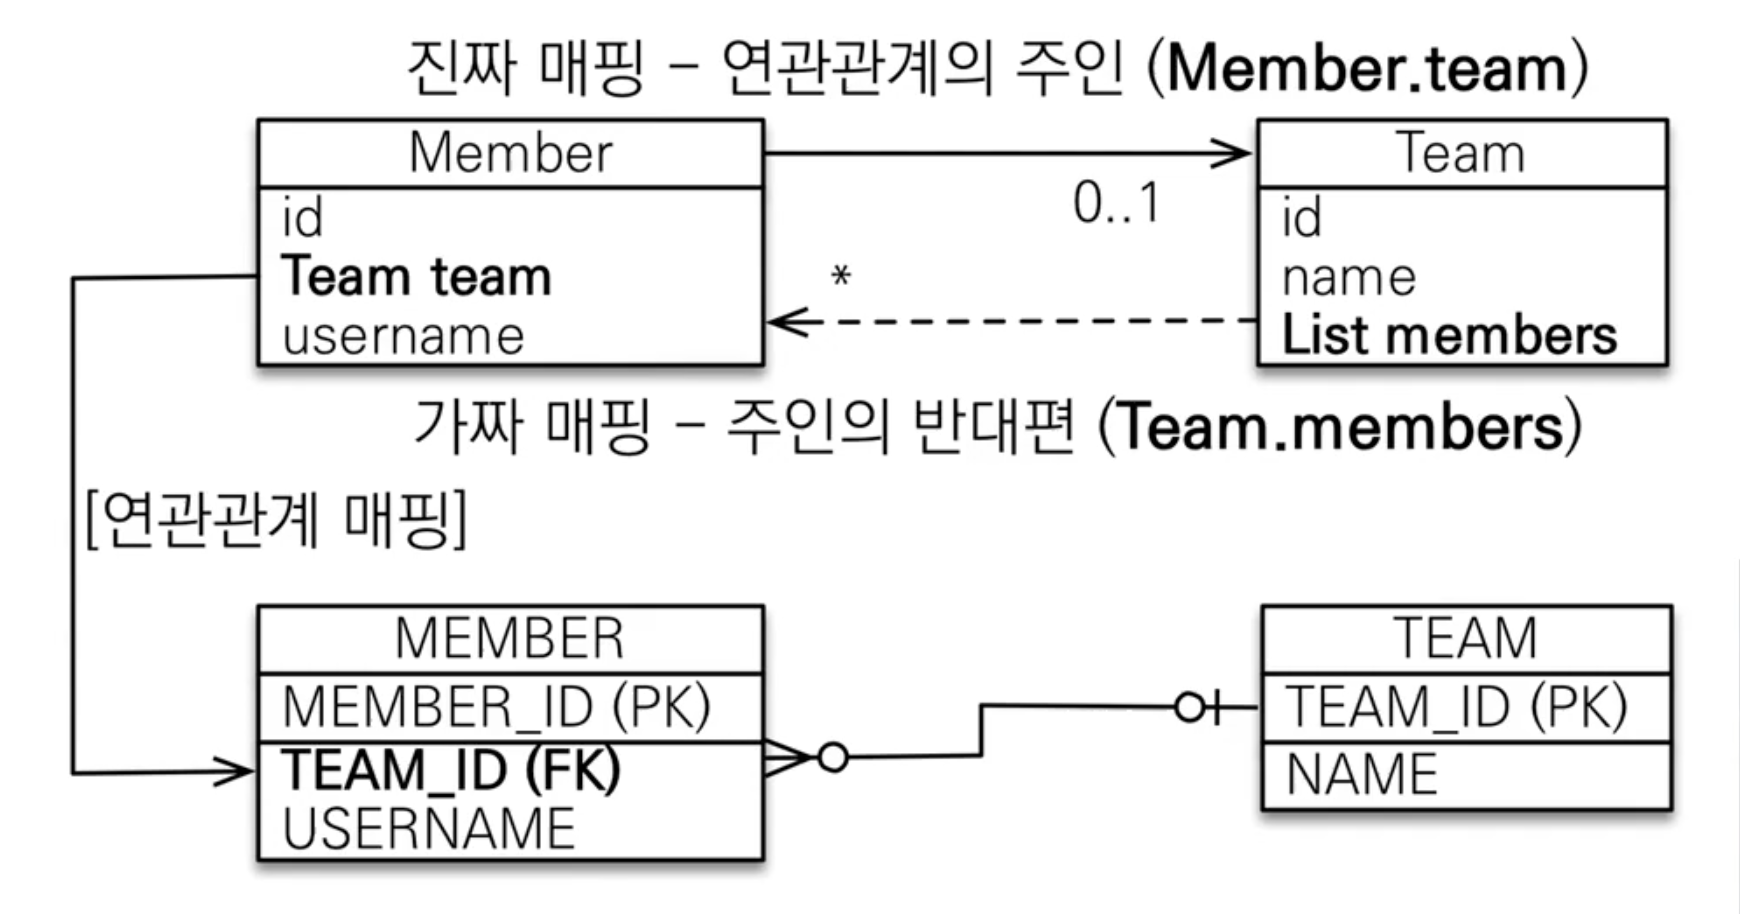 진짜 매핑 - 연관관계의 주인 (Member.team)
Member
id
Team team
username
0..1
*
Team
id
name
List members
가짜 매핑 - 주인의 반대편 (Team.members)
[연관관계 매핑]
MEMBER
MEMBER_ID (PK)
TEAM_ID (FK)
USERNAME
TEAM
TEAM_ID (PK)
NAME